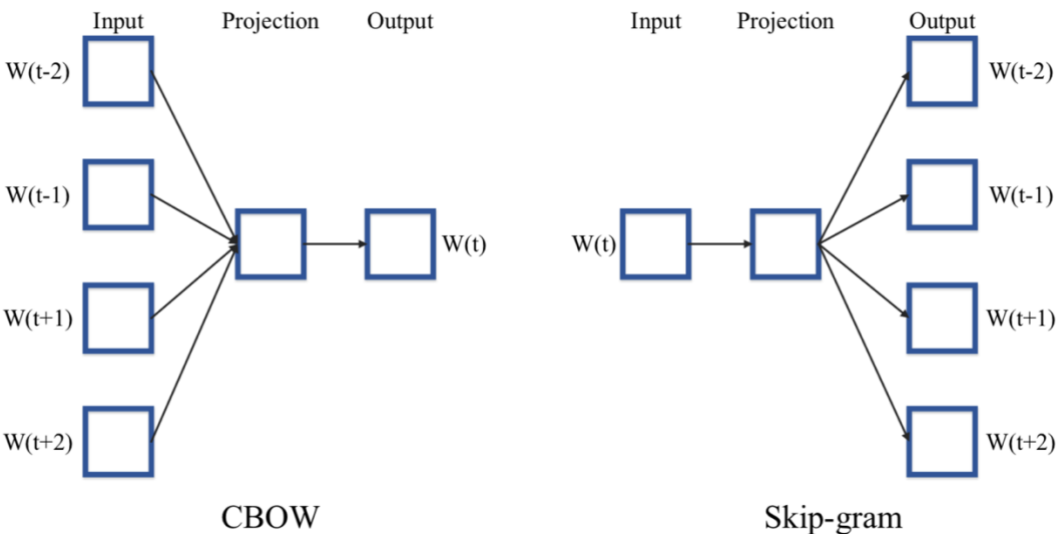 Input Projection Output
W(t-2)
W(t-1)
W(t)
W(t+1)
W(t+2)
CBOW
Input Projection Output
W(t-2)
W(t-1)
W(t)
W(t+1)
W(t+2)
Skip-gram